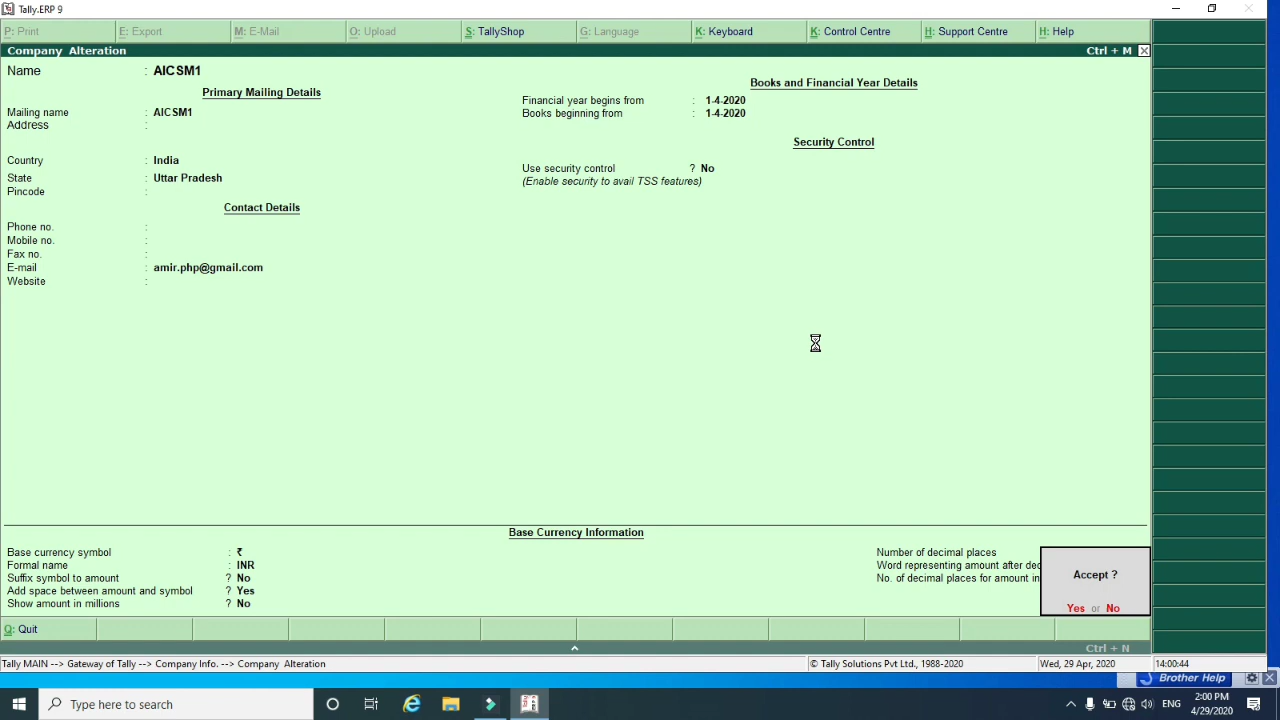 Tally.ERP 9
P: Print E: Export M: E-Mail O: Upload S: TallyShop G: Language K: Keyboard K: Control Centre H: Support Centre H: Help
Company Alteration Ctrl + M
Name : AICSM1
Primary Mailing Details
Mailing name : AICSM1
Address :
Country : India
State : Uttar Pradesh
Pincode :
Contact Details
Phone no. :
Mobile no. :
Fax no. :
E-mail : amir.php@gmail.com
Website :
Books and Financial Year Details
Financial year begins from : 1-4-2020
Books beginning from : 1-4-2020
Security Control
Use security control ? No
(Enable security to avail TSS features)
Base Currency Information
Base currency symbol : ₹
Formal name : INR
Suffix symbol to amount ? No
Add space between amount and symbol ? Yes
Show amount in millions ? No
Number of decimal places
Word representing amount after dec
No. of decimal places for amount in
Accept ?
Yes or No
Q: Quit
Ctrl + N
Tally MAIN --> Gateway of Tally --> Company Info. --> Company Alteration © Tally Solutions Pvt Ltd., 1988-2020 Wed, 29 Apr, 2020 14:00:44
Brother Help
Type here to search
ENG
2:00 PM
4/29/2020